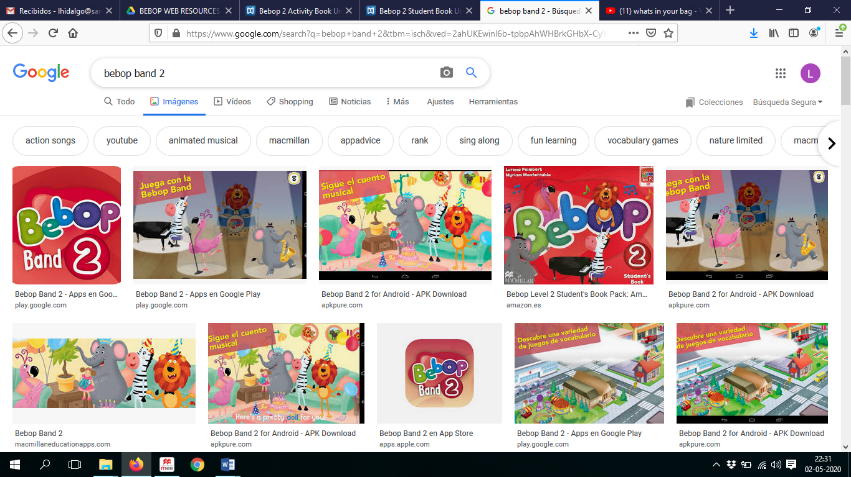 Recibidos - lhidalgo@sa
BEBOP WEB RESOURCES
Bebop 2 Activity Book U
Bebop 2 Student Book U
bebop band 2 - Búsqued
(11) whats in your bag -
https://www.google.com/search?q=bebop+band+2&tbm=isch&ved=
Google
bebop band 2
L
Todo
Imágenes
Vídeos
Shopping
Noticias
Más
Ajustes
Herramientas
Colecciones
Búsqueda Segura
action songs
youtube
animated musical
macmillan
appadvice
rank
sing along
fun learning
vocabulary games
nature limited
macm
Bebop
Band 2
Juega con la
Bebop Band
Sigue el cuento
musical
Bebop
2
Student's
Book
Juega con la
Bebop Band
Bebop Band 2 - Apps en Goo...
play.google.com
Bebop Band 2 - Apps en Google Play
play.google.com
Bebop Band 2 for Android - APK Download
apkpure.com
Bebop Level 2 Student's Book Pack: Am...
amazon.es
Bebop Band 2 for Android - APK Download
apkpure.com
Sigue el cuento
musical
Here's a pretty doll for you
Bebop
Band 2
Descubre una variedad
de juegos de vocabulario
Descubre una variedad
de juegos de vocabulario
Bebop Band 2
macmillaneducationapps.com
Bebop Band 2 for Android - APK Download
apkpure.com
Bebop Band 2 en App Store
apps.apple.com
Bebop Band 2 - Apps en Google Play
play.google.com
Bebop Band 2 for Android - APK Download
apkpure.com
22:31
02-05-2020